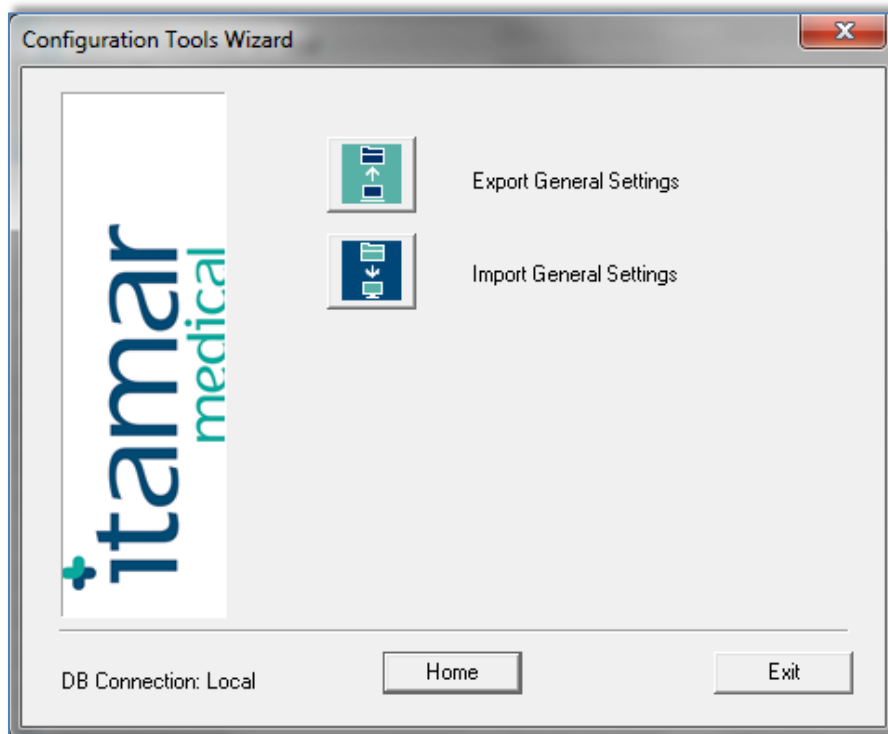 Configuration Tools Wizard
itamar
medical
Export General Settings
Import General Settings
DB Connection: Local
Home
Exit